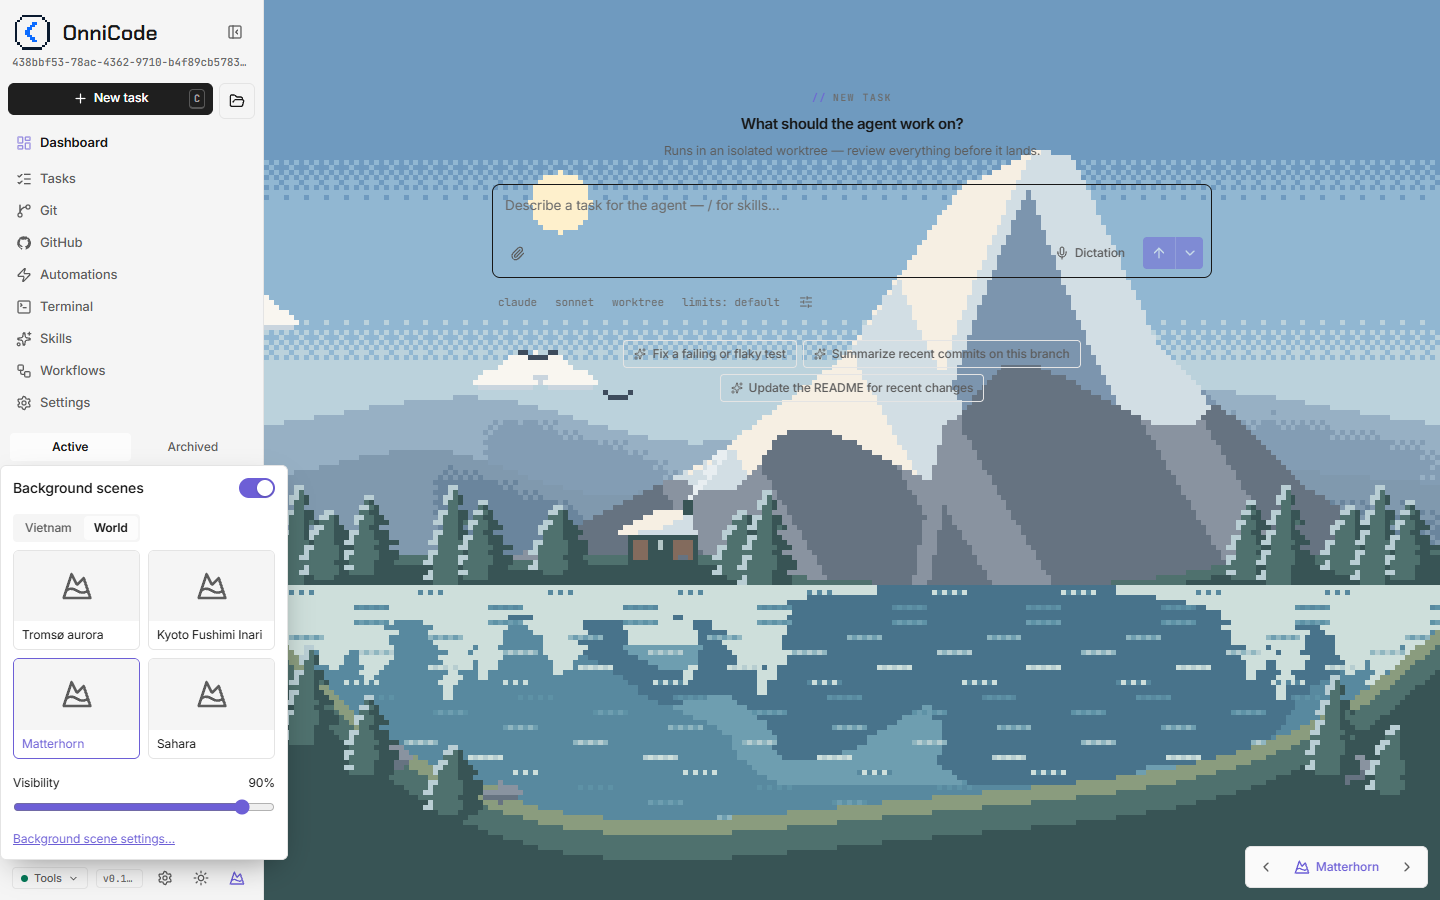 OnniCode
438bbf53-78ac-4362-9710-b4f89cb5783…
New task C
Dashboard
Tasks
Git
GitHub
Automations
Terminal
Skills
Workflows
Settings
Active Archived
Background scenes
Vietnam World
Tromsø aurora Kyoto Fushimi Inari
Matterhorn Sahara
Visibility 90%
Background scene settings...
Tools v0.1…
// NEW TASK
What should the agent work on?
Runs in an isolated worktree — review everything before it lands.
Describe a task for the agent — / for skills...
Dictation
claude sonnet worktree limits: default
Fix a failing or flaky test Summarize recent commits on this branch
Update the README for recent changes
Matterhorn